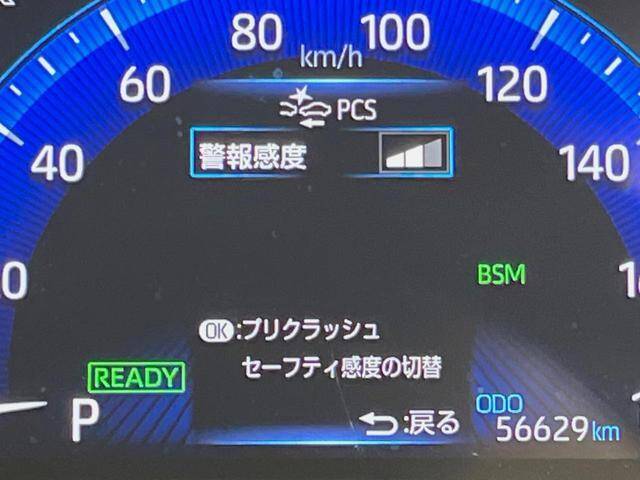 80
100
km/h
60
120
PCS
警報感度
40
140
BSM
OK:プリクラッシュ
セーフティ感度の切替
READY
P
:戻る
ODO
56629km